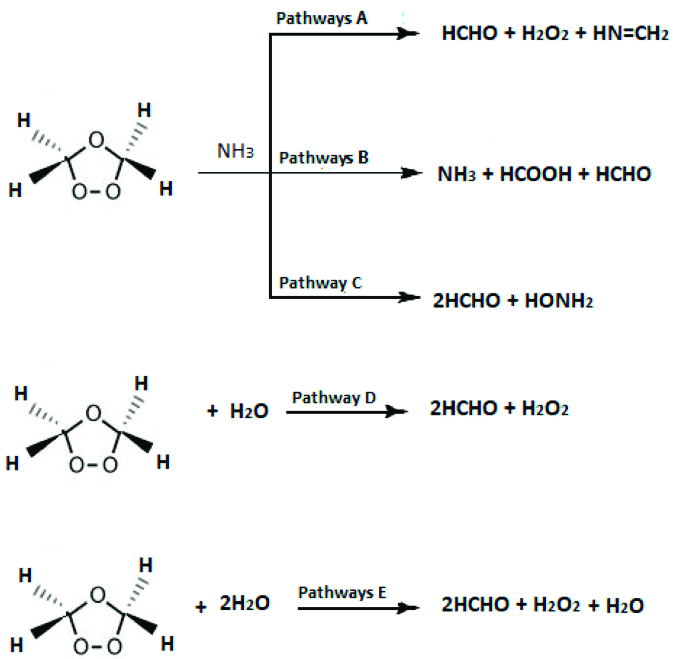 Pathways A
HCHO + H2O2 + HN=CH2
H
H
O
NH3
Pathways B
NH3 + HCOOH + HCHO
H
O-O
H
Pathway C
2HCHO + HONH2
H
H
O
+ H2O
Pathway D
2HCHO + H2O2
H
O-O
H
H
H
O
+ 2H2O
Pathways E
2HCHO + H2O2 + H2O
H
O-O
H